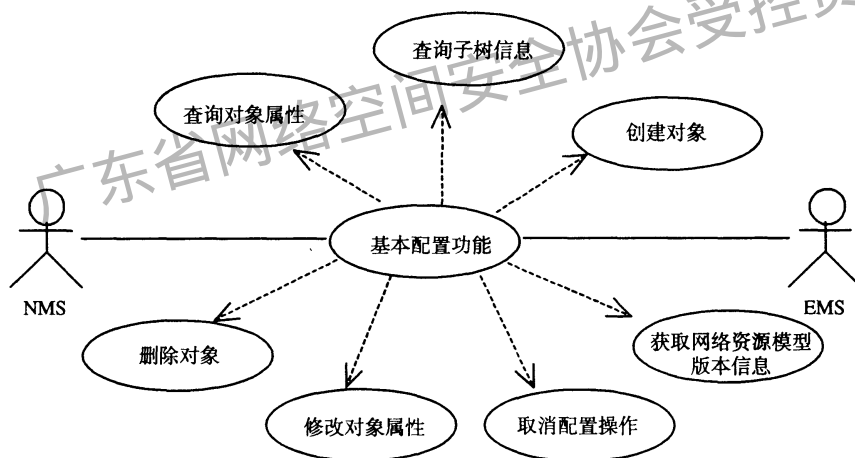 查询子树信息
查询对象属性
创建对象
基本配置功能
NMS
EMS
删除对象
获取网络资源模型
版本信息
修改对象属性
取消配置操作
广东省网络空间安全协会受控资